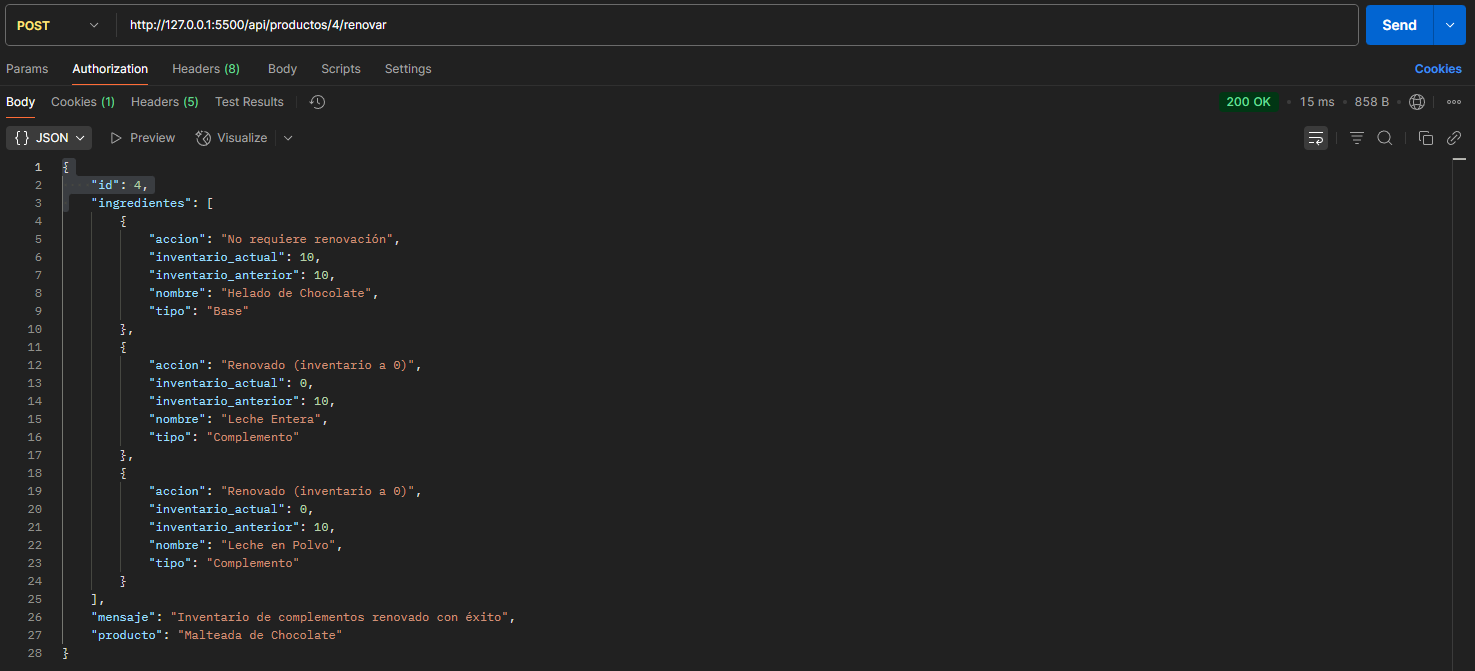 POST http://127.0.0.1:5500/api/productos/4/renovar Send
Params Authorization Headers (8) Body Scripts Settings Cookies
Body Cookies (1) Headers (5) Test Results 200 OK • 15 ms • 858 B •
{} JSON Preview Visualize
1 {
2 "id": 4,
3 "ingredientes": [
4 {
5 "accion": "No requiere renovación",
6 "inventario_actual": 10,
7 "inventario_anterior": 10,
8 "nombre": "Helado de Chocolate",
9 "tipo": "Base"
10 },
11 {
12 "accion": "Renovado (inventario a 0)",
13 "inventario_actual": 0,
14 "inventario_anterior": 10,
15 "nombre": "Leche Entera",
16 "tipo": "Complemento"
17 },
18 {
19 "accion": "Renovado (inventario a 0)",
20 "inventario_actual": 0,
21 "inventario_anterior": 10,
22 "nombre": "Leche en Polvo",
23 "tipo": "Complemento"
24 }
25 ],
26 "mensaje": "Inventario de complementos renovado con éxito",
27 "producto": "Malteada de Chocolate"
28 }